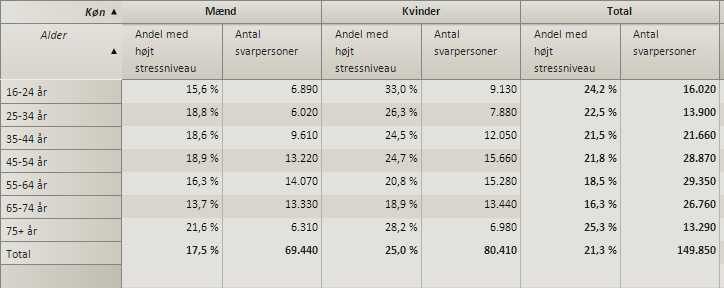 Køn ▲ Mænd Kvinder Total
Alder ▲ Andel med højt stressniveau Antal svarpersoner Andel med højt stressniveau Antal svarpersoner Andel med højt stressniveau Antal svarpersoner
16-24 år 15,6 % 6.890 33,0 % 9.130 24,2 % 16.020
25-34 år 18,8 % 6.020 26,3 % 7.880 22,5 % 13.900
35-44 år 18,6 % 9.610 24,5 % 12.050 21,5 % 21.660
45-54 år 18,9 % 13.220 24,7 % 15.660 21,8 % 28.870
55-64 år 16,3 % 14.070 20,8 % 15.280 18,5 % 29.350
65-74 år 13,7 % 13.330 18,9 % 13.440 16,3 % 26.760
75+ år 21,6 % 6.310 28,2 % 6.980 25,3 % 13.290
Total 17,5 % 69.440 25,0 % 80.410 21,3 % 149.850